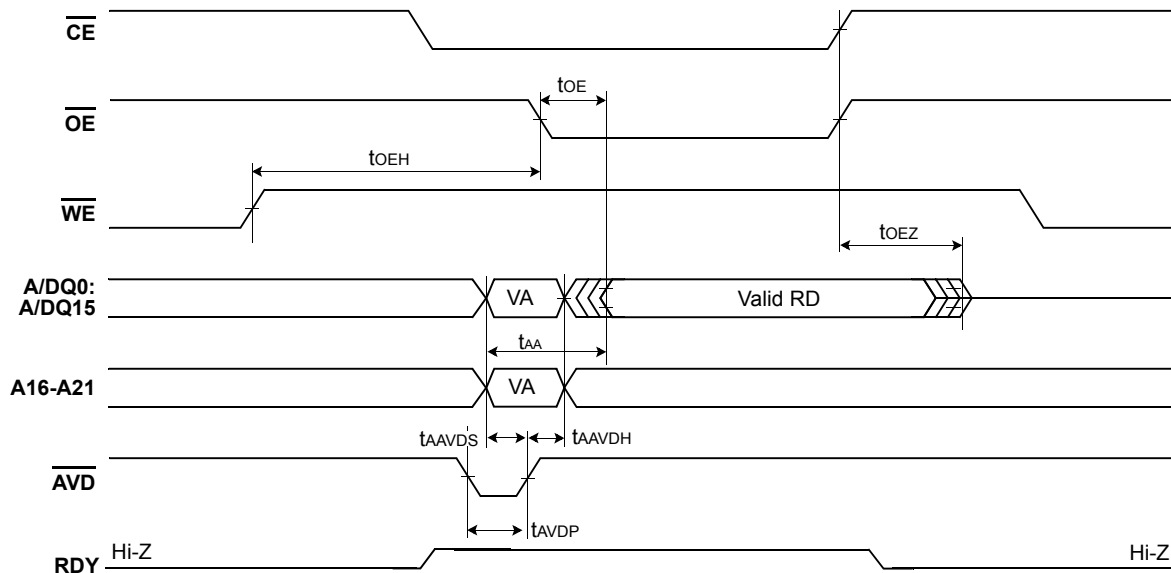 CE
OE
tOE
tOEH
WE
tOEZ
A/DQ0:
A/DQ15
VA
Valid RD
tAA
A16-A21
VA
tAAVDS
tAAVDH
AVD
tAVDP
Hi-Z
RDY
Hi-Z